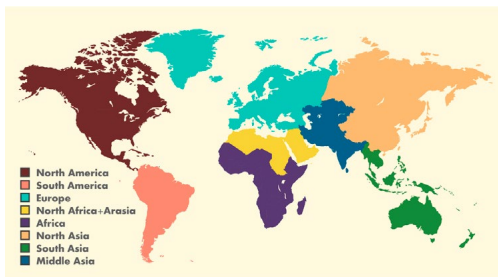 North America
South America
Europe
North Africa+Arasia
Africa
North Asia
South Asia
Middle Asia